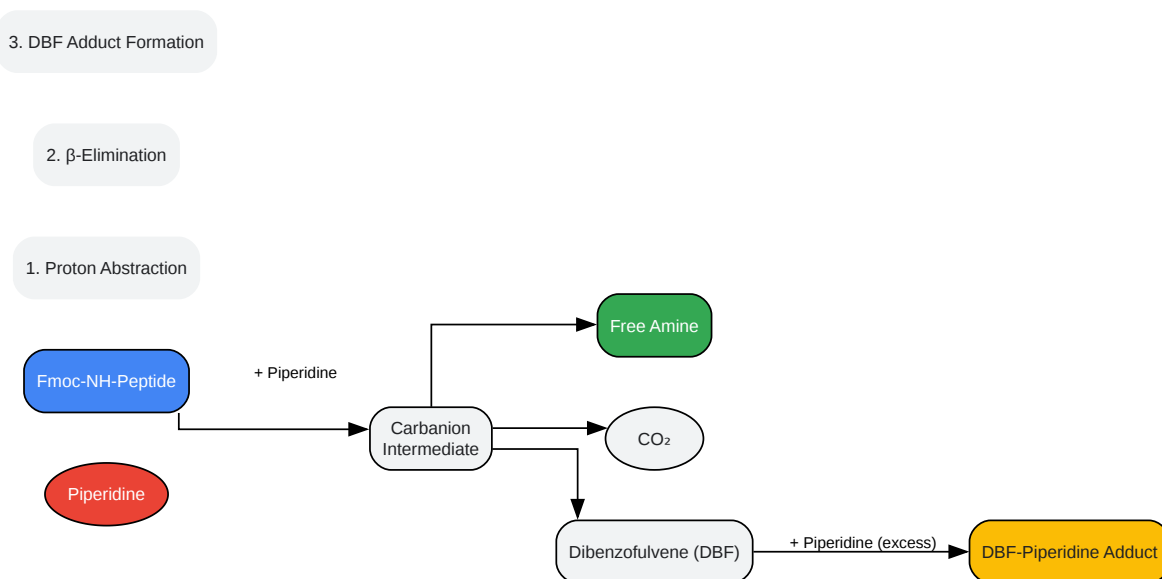 3. DBF Adduct Formation
2. β-Elimination
1. Proton Abstraction
Free Amine
+ Piperidine
Fmoc-NH-Peptide
Carbanion
Intermediate
CO₂
Piperidine
+ Piperidine (excess)
Dibenzofulvene (DBF)
DBF-Piperidine Adduct